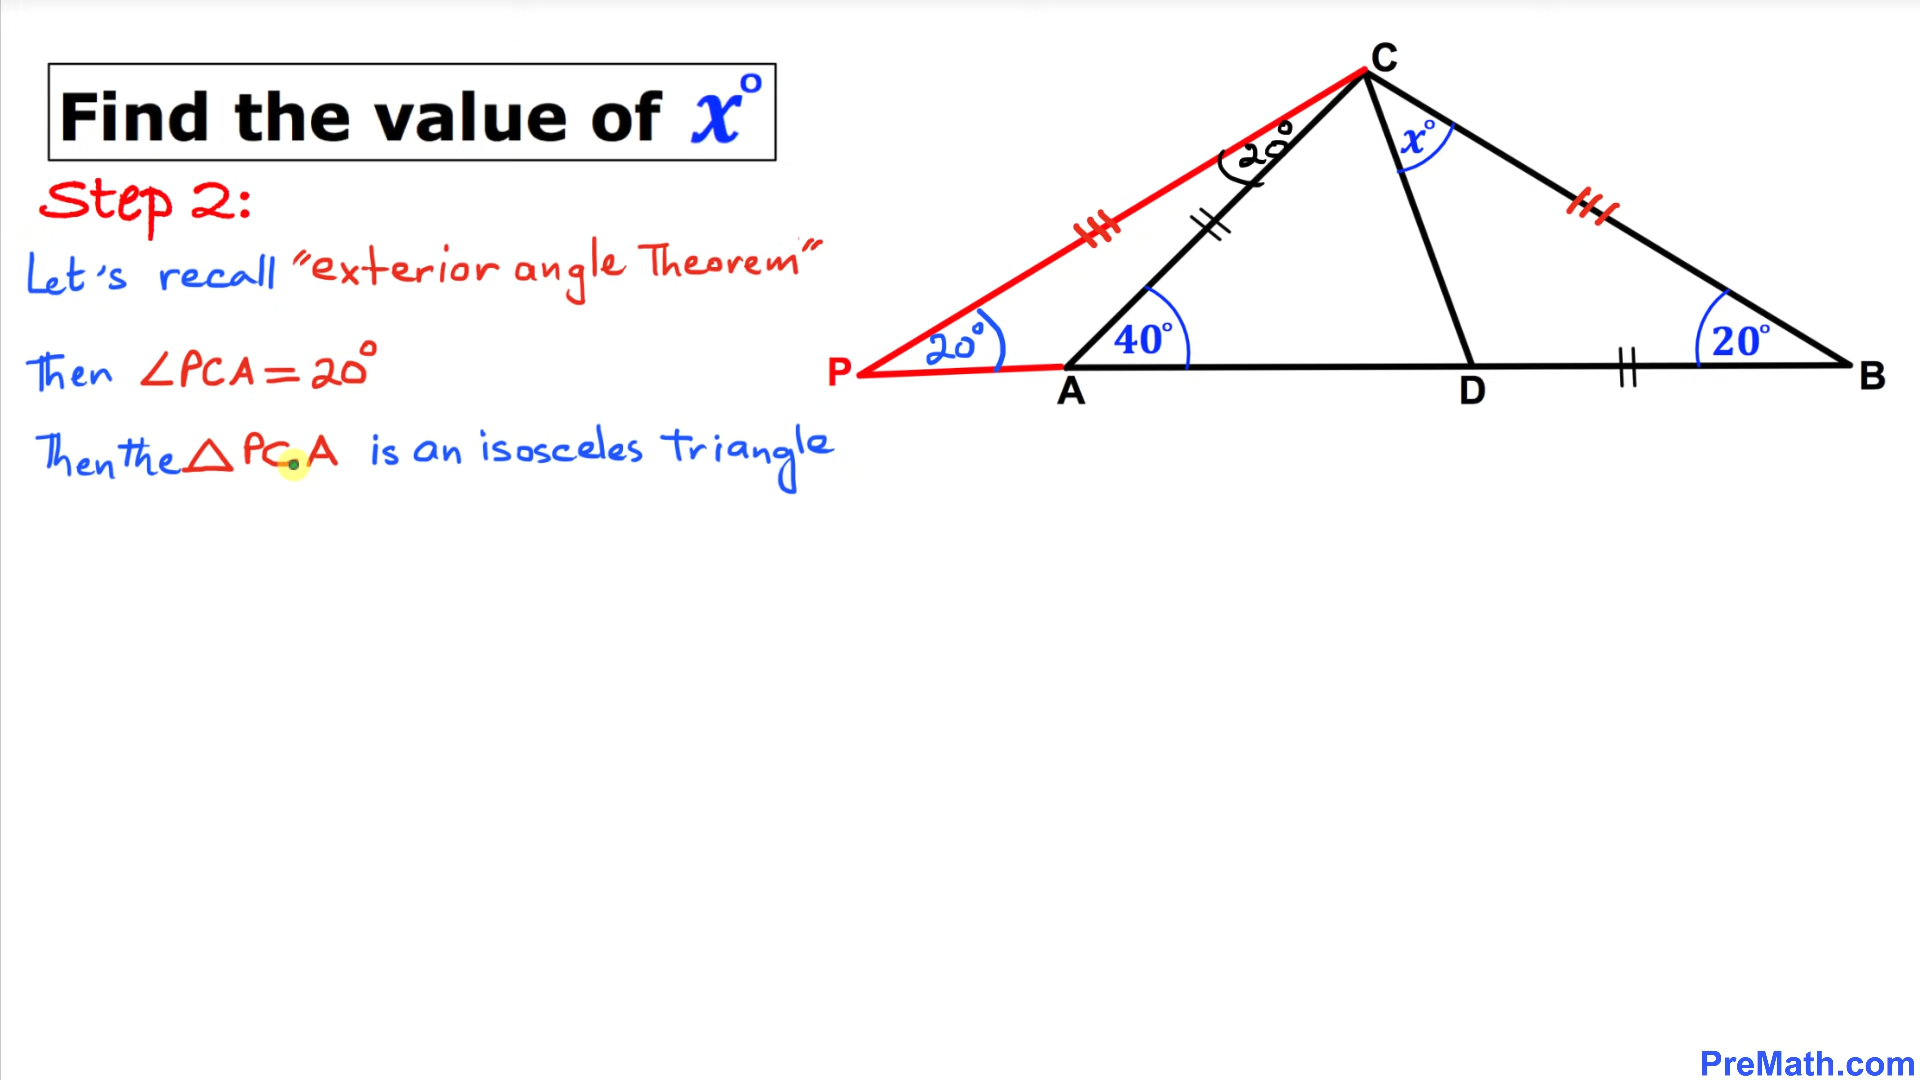 Find the value of x°
Step 2:
Let's recall "exterior angle Theorem"
Then ∠PCA = 20°
Then the △ PCA is an isosceles triangle
C
x°
20°
40°
20°
20°
P
A
D
B
PreMath.com